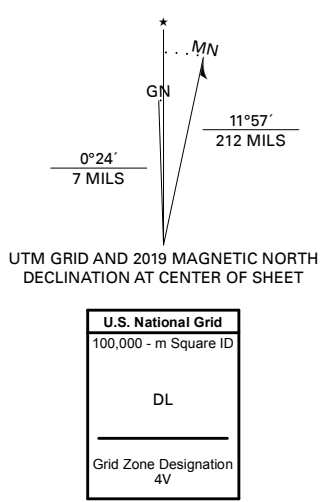 ★
MN
GN
11°57´
212 MILS
0°24´
7 MILS
UTM GRID AND 2019 MAGNETIC NORTH
DECLINATION AT CENTER OF SHEET
U.S. National Grid
100,000 - m Square ID
DL
Grid Zone Designation
4V